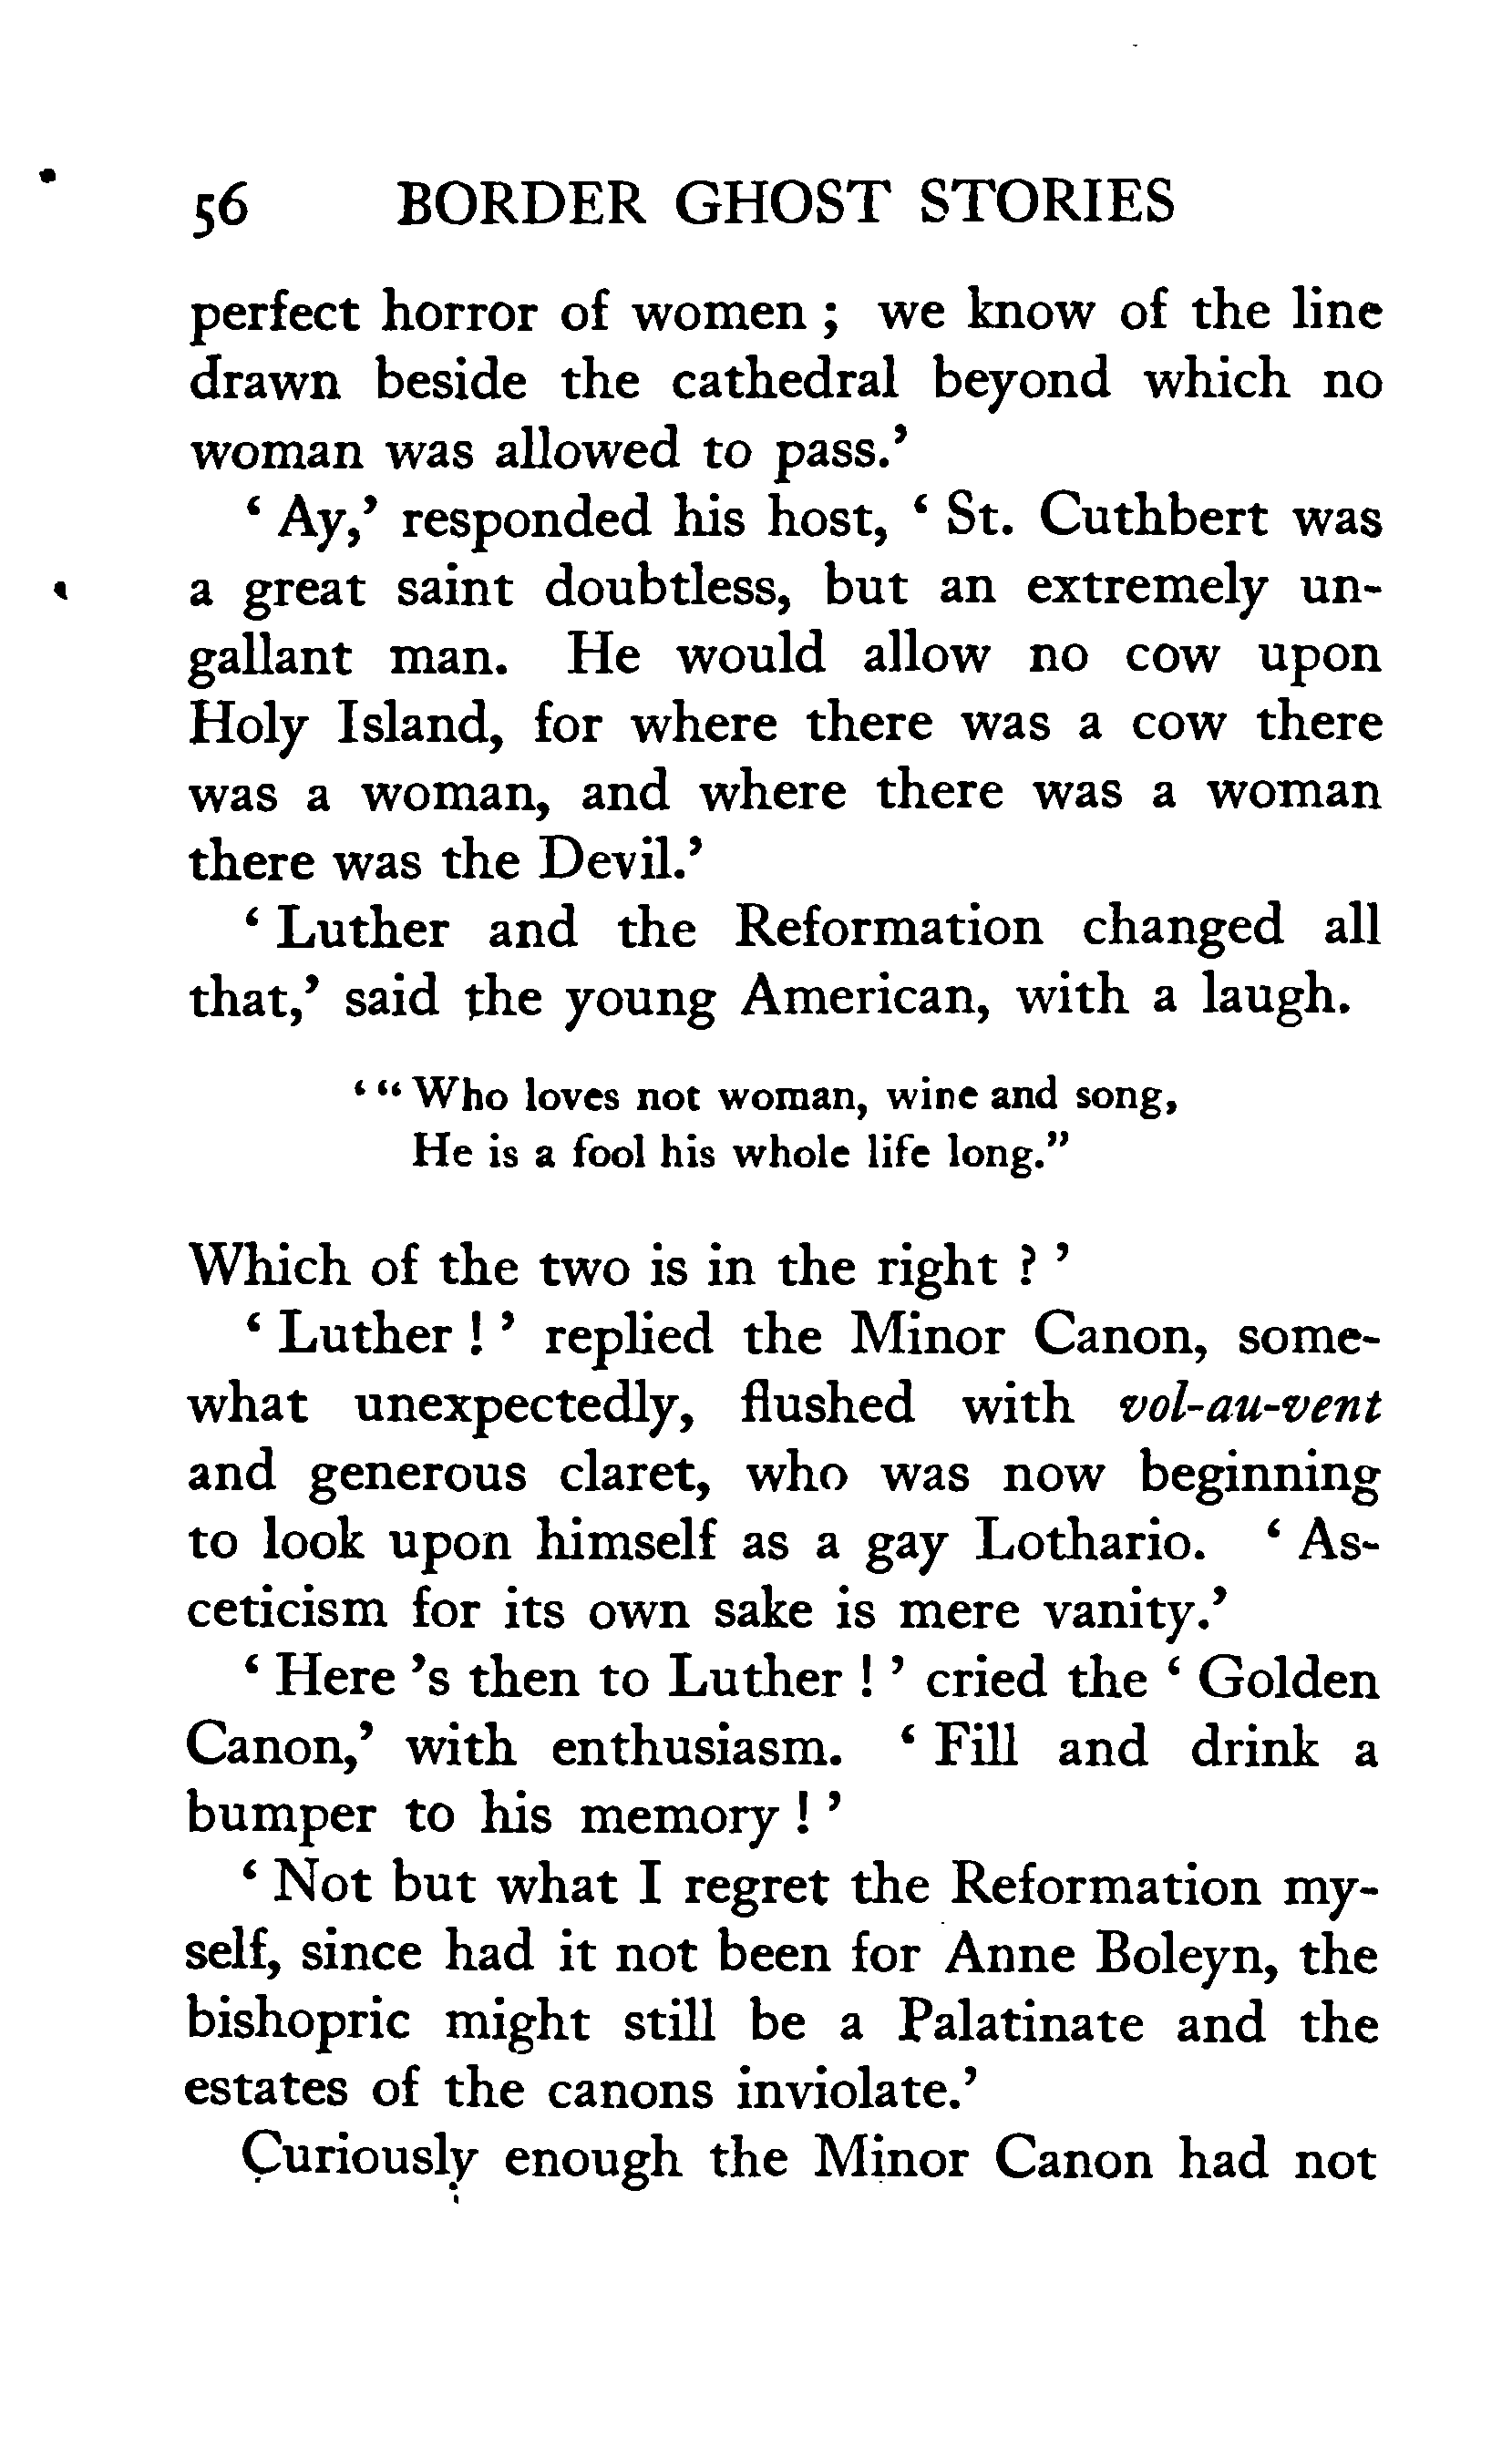 56 BORDER GHOST STORIES
perfect horror of women ; we know of the line
drawn beside the cathedral beyond which no
woman was allowed to pass.’
‘ Ay,’ responded his host, ‘ St. Cuthbert was
a great saint doubtless, but an extremely un-
gallant man. He would allow no cow upon
Holy Island, for where there was a cow there
was a woman, and where there was a woman
there was the Devil.’
‘ Luther and the Reformation changed all
that,’ said the young American, with a laugh.
‘ “ Who loves not woman, wine and song,
He is a fool his whole life long.”
Which of the two is in the right ? ’
‘ Luther ! ’ replied the Minor Canon, some-
what unexpectedly, flushed with vol-au-vent
and generous claret, who was now beginning
to look upon himself as a gay Lothario. ‘ As-
ceticism for its own sake is mere vanity.’
‘ Here ’s then to Luther ! ’ cried the ‘ Golden
Canon,’ with enthusiasm. ‘ Fill and drink a
bumper to his memory ! ’
‘ Not but what I regret the Reformation my-
self, since had it not been for Anne Boleyn, the
bishopric might still be a Palatinate and the
estates of the canons inviolate.’
Curiously enough the Minor Canon had not